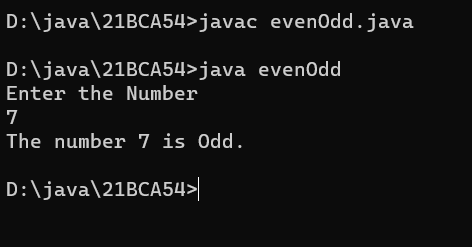 D:\java\21BCA54>javac evenOdd.java
D:\java\21BCA54>java evenOdd
Enter the Number
7
The number 7 is Odd.
D:\java\21BCA54>